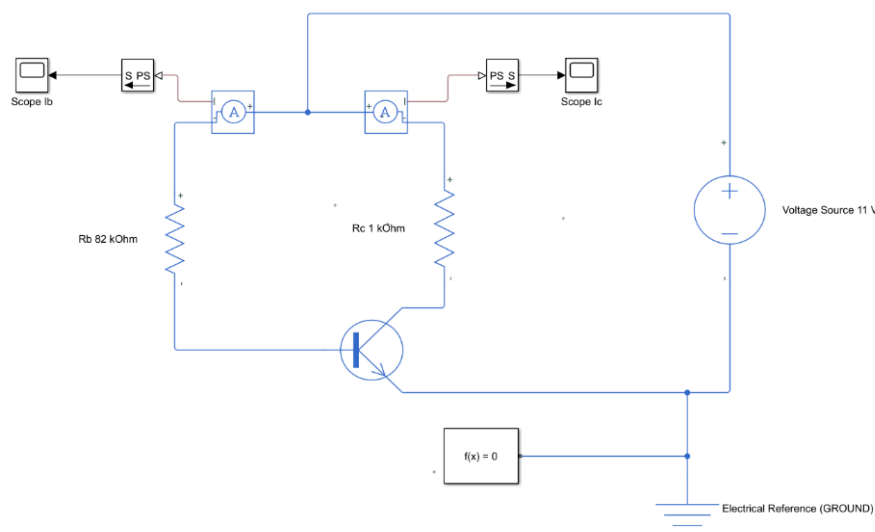 S PS
PS S
Scope Ib
Scope Ic
I
+
A
-
+
A
I
-
+
+
+
Voltage Source 11 V
Rb 82 kOhm
Rc 1 kOhm
-
-
-
f(x) = 0
Electrical Reference (GROUND)